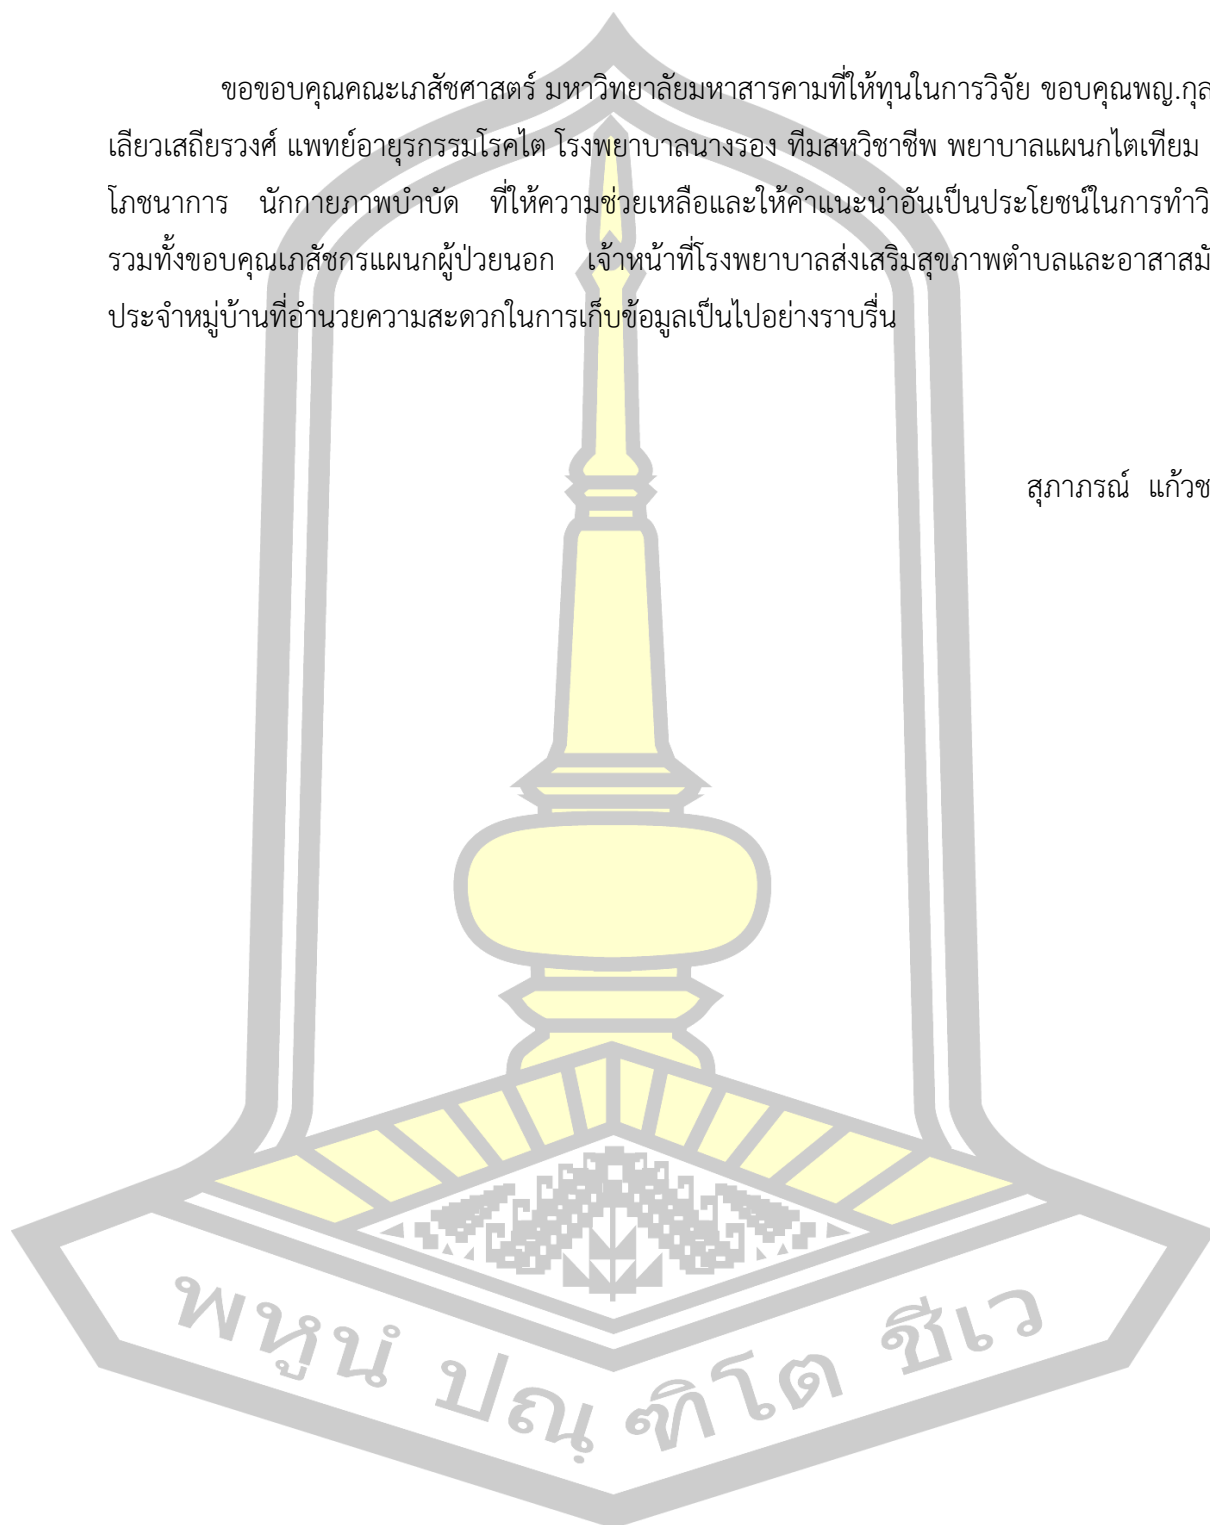 ขอขอบคุณคณะเภสัชศาสตร์ มหาวิทยาลัยมหาสารคามที่ให้ทุนในการวิจัย ขอบคุณพญ.กุล
เลียวเสถียรวงศ์ แพทย์อายุรกรรมโรคไต โรงพยาบาลนางรอง ทีมสหวิชาชีพ พยาบาลแผนกไตเทียม
โภชนาการ นักกายภาพบำบัด ที่ให้ความช่วยเหลือและให้คำแนะนำอันเป็นประโยชน์ในการทำวิ
รวมทั้งขอบคุณเภสัชกรแผนกผู้ป่วยนอก เจ้าหน้าที่โรงพยาบาลส่งเสริมสุขภาพตำบลและอาสาสมั
ประจำหมู่บ้านที่อำนวยความสะดวกในการเก็บข้อมูลเป็นไปอย่างราบรื่น
สุภาภรณ์ แก้วช
พหูนํ ปณฺฑิโต ชีเว